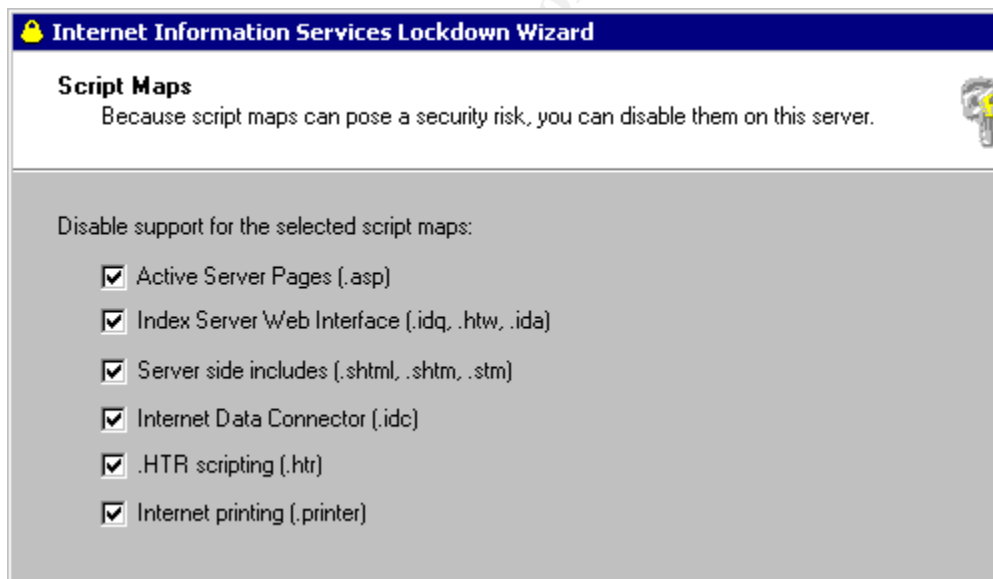 Internet Information Services Lockdown Wizard
Script Maps
Because script maps can pose a security risk, you can disable them on this server.
Disable support for the selected script maps:
Active Server Pages (.asp)
Index Server Web Interface (.idq, .htw, .ida)
Server side includes (.shtml, .shtm, .stm)
Internet Data Connector (.idc)
.HTR scripting (.htr)
Internet printing (.printer)